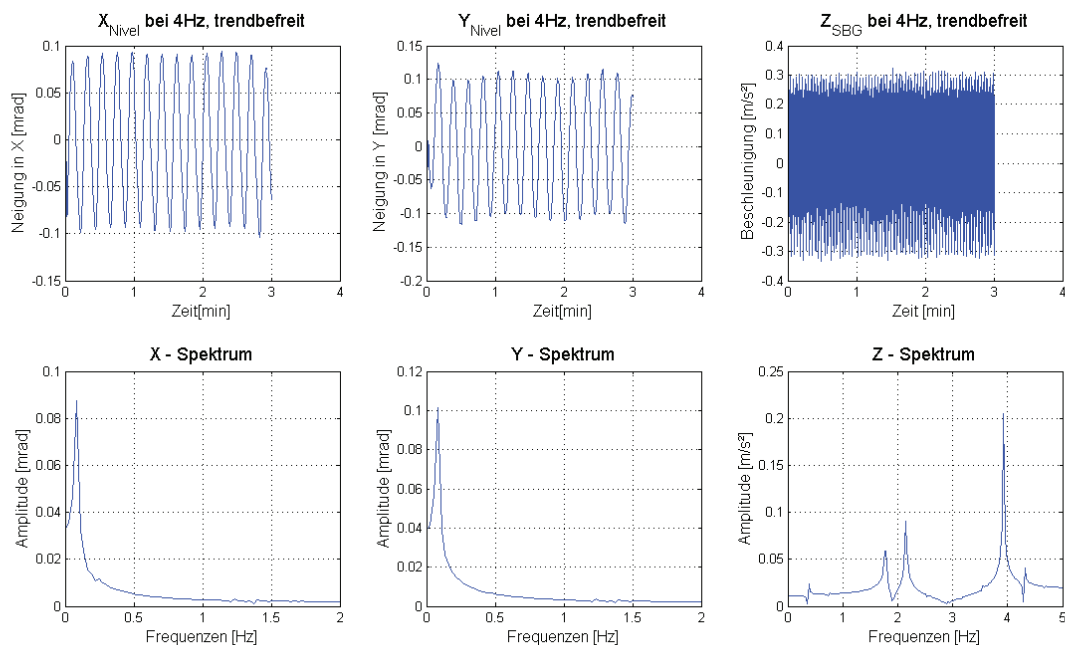 X_Nivel bei 4Hz, trendbefreit
Neigung in X [mrad]
0.1
0.05
0
-0.05
-0.1
-0.15
0 1 2 3 4
Zeit[min]
Y_Nivel bei 4Hz, trendbefreit
Neigung in Y [mrad]
0.15
0.1
0.05
0
-0.05
-0.1
-0.15
-0.2
0 1 2 3 4
Zeit[min]
Z_SBG bei 4Hz, trendbefreit
Beschleunigung [m/s²]
0.4
0.3
0.2
0.1
0
-0.1
-0.2
-0.3
-0.4
0 1 2 3 4
Zeit [min]
X - Spektrum
Amplitude [mrad]
0.1
0.08
0.06
0.04
0.02
0
0 0.5 1 1.5 2
Frequenzen [Hz]
Y - Spektrum
Amplitude [mrad]
0.12
0.1
0.08
0.06
0.04
0.02
0
0 0.5 1 1.5 2
Frequenzen [Hz]
Z - Spektrum
Amplitude [m/s²]
0.25
0.2
0.15
0.1
0.05
0
0 1 2 3 4 5
Frequenzen [Hz]